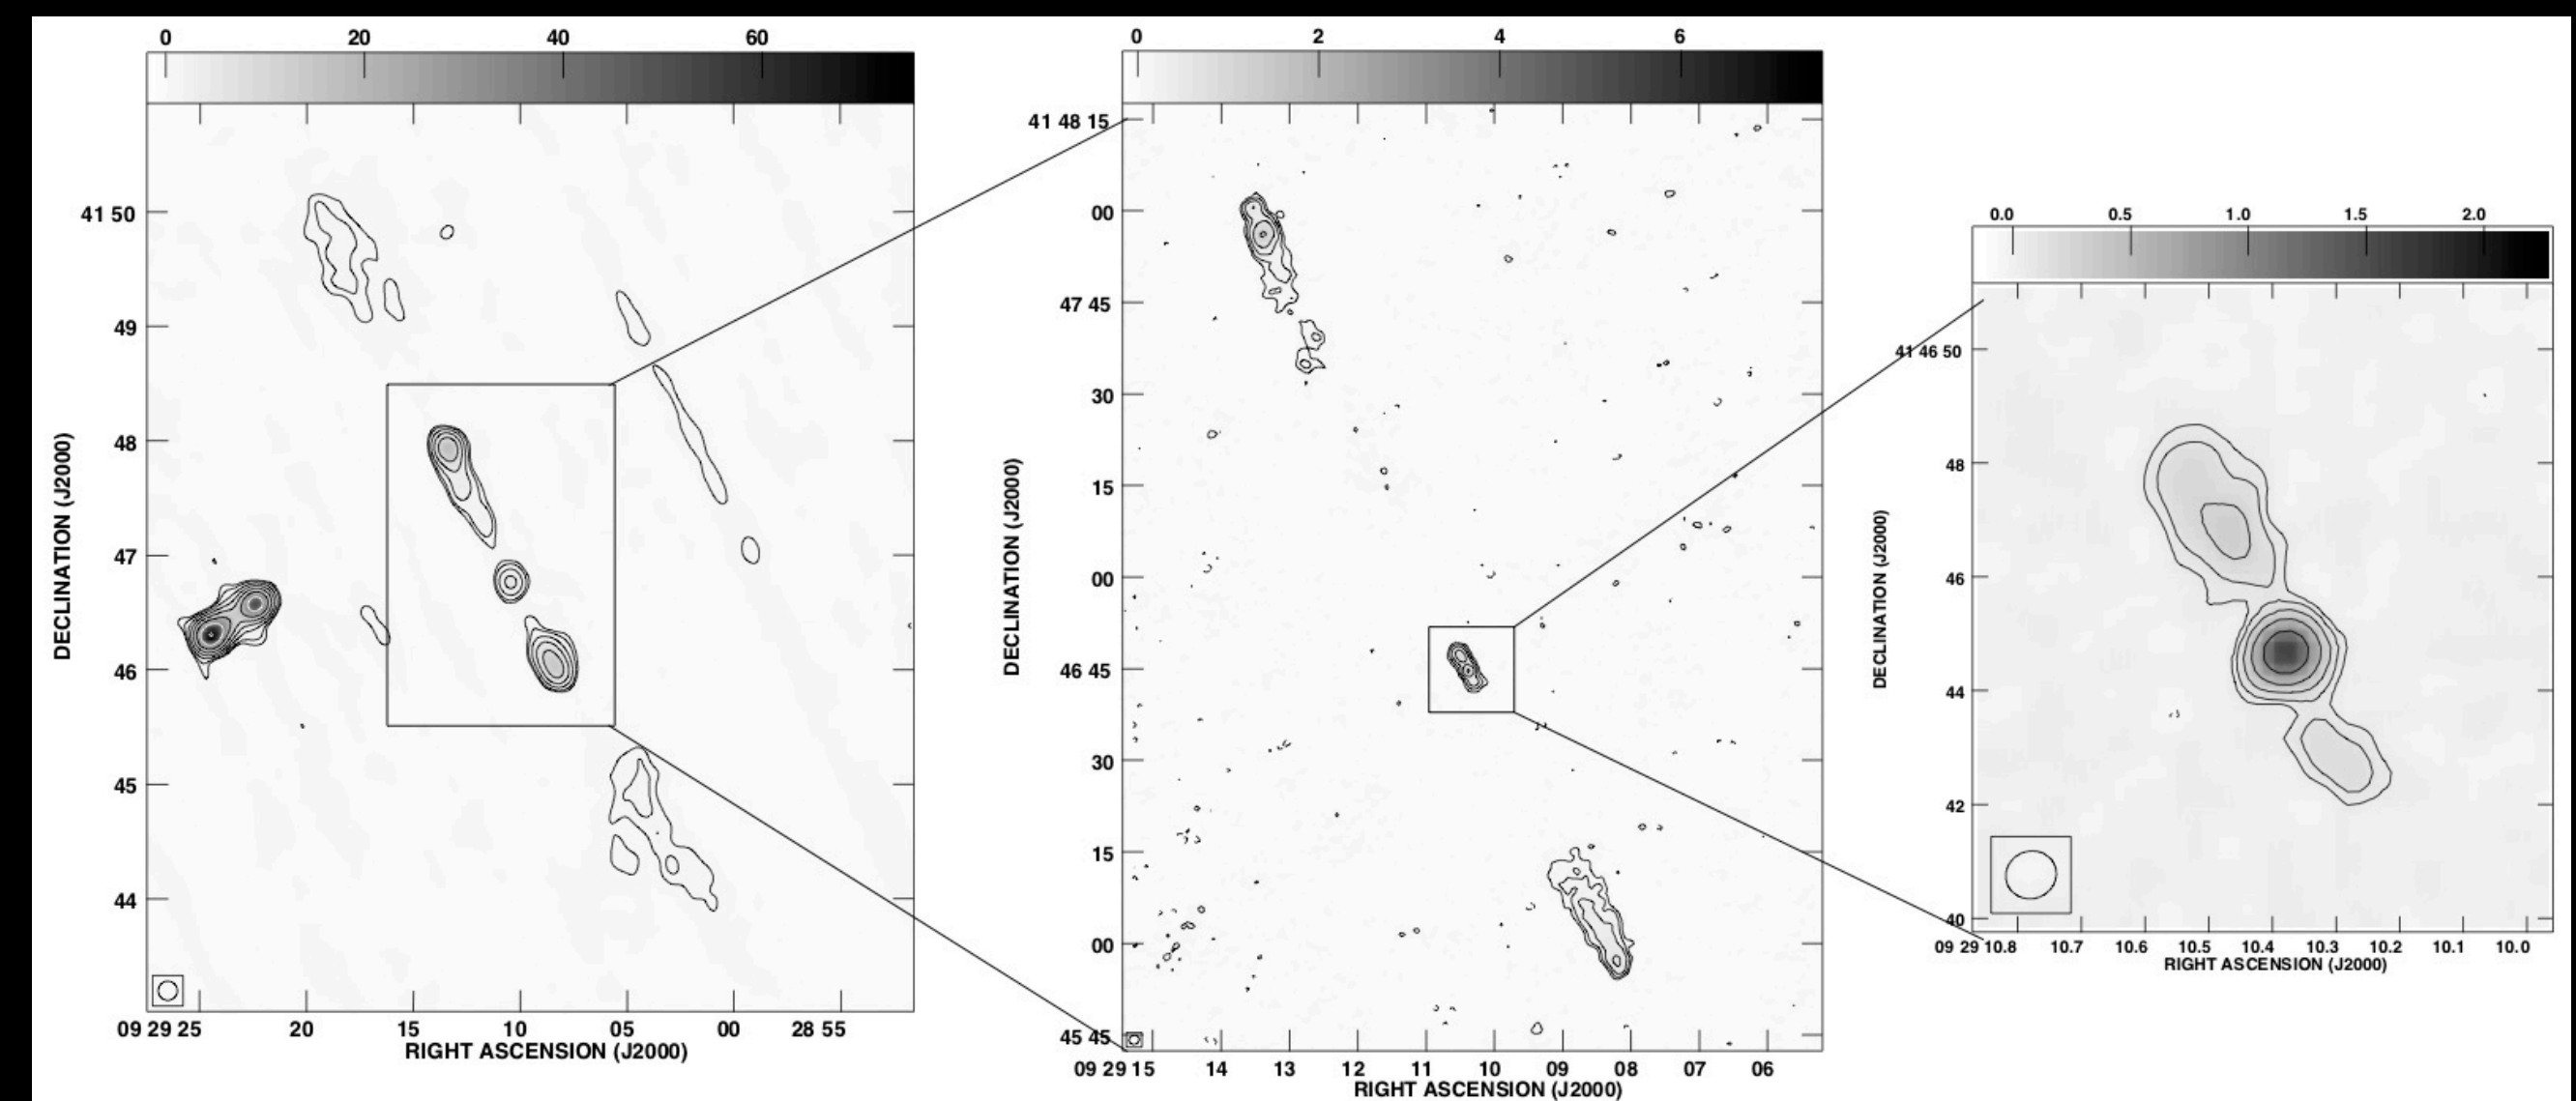 0 20 40 60
41 50
49
48
47
46
45
44
DECLINATION (J2000)
09 29 25 20 15 10 05 00 28 55
RIGHT ASCENSION (J2000)
0 2 4 6
41 48 15
00
47 45
30
15
00
46 45
30
15
00
45 45
DECLINATION (J2000)
09 29 15 14 13 12 11 10 09 08 07 06
RIGHT ASCENSION (J2000)
0.0 0.5 1.0 1.5 2.0
41 46 50
48
46
44
42
40
DECLINATION (J2000)
09 29 10.8 10.7 10.6 10.5 10.4 10.3 10.2 10.1 10.0
RIGHT ASCENSION (J2000)